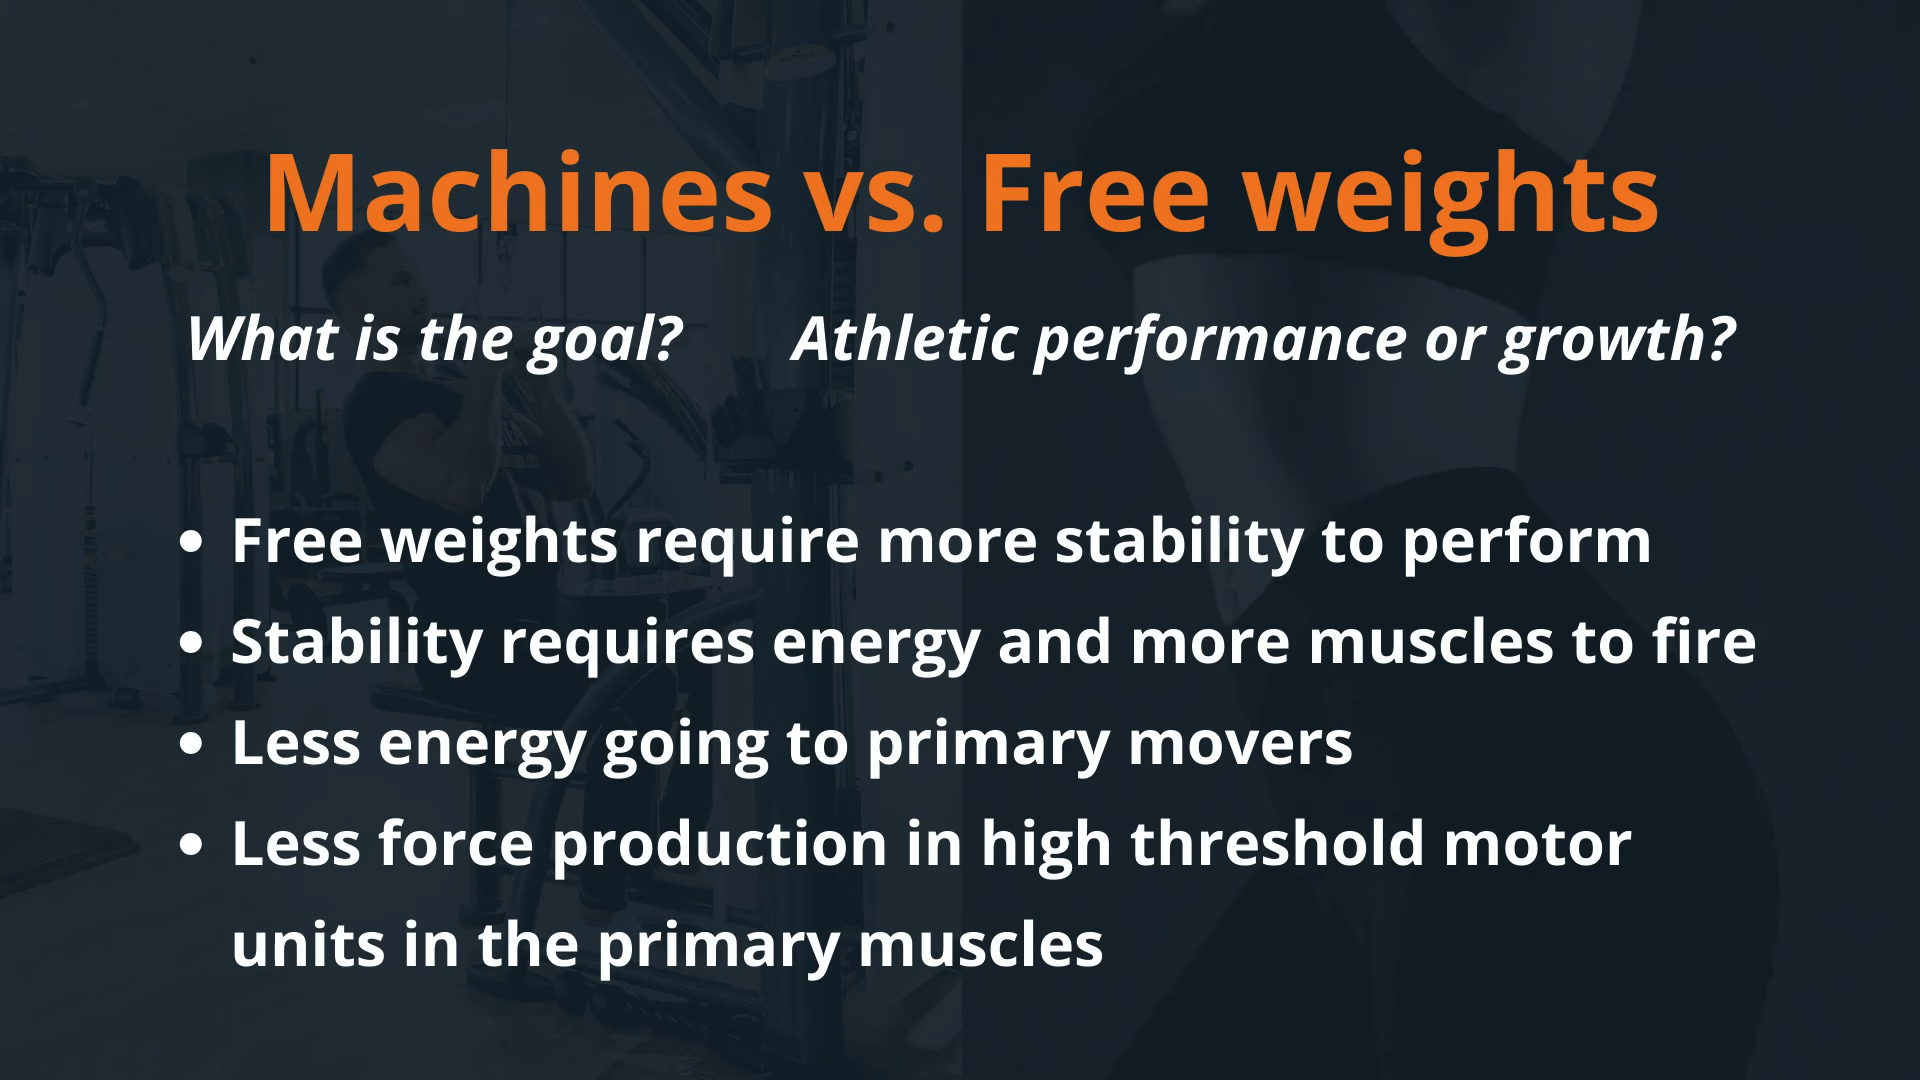 Machines vs. Free weights
What is the goal? Athletic performance or growth?
• Free weights require more stability to perform
• Stability requires energy and more muscles to fire
• Less energy going to primary movers
• Less force production in high threshold motor
units in the primary muscles